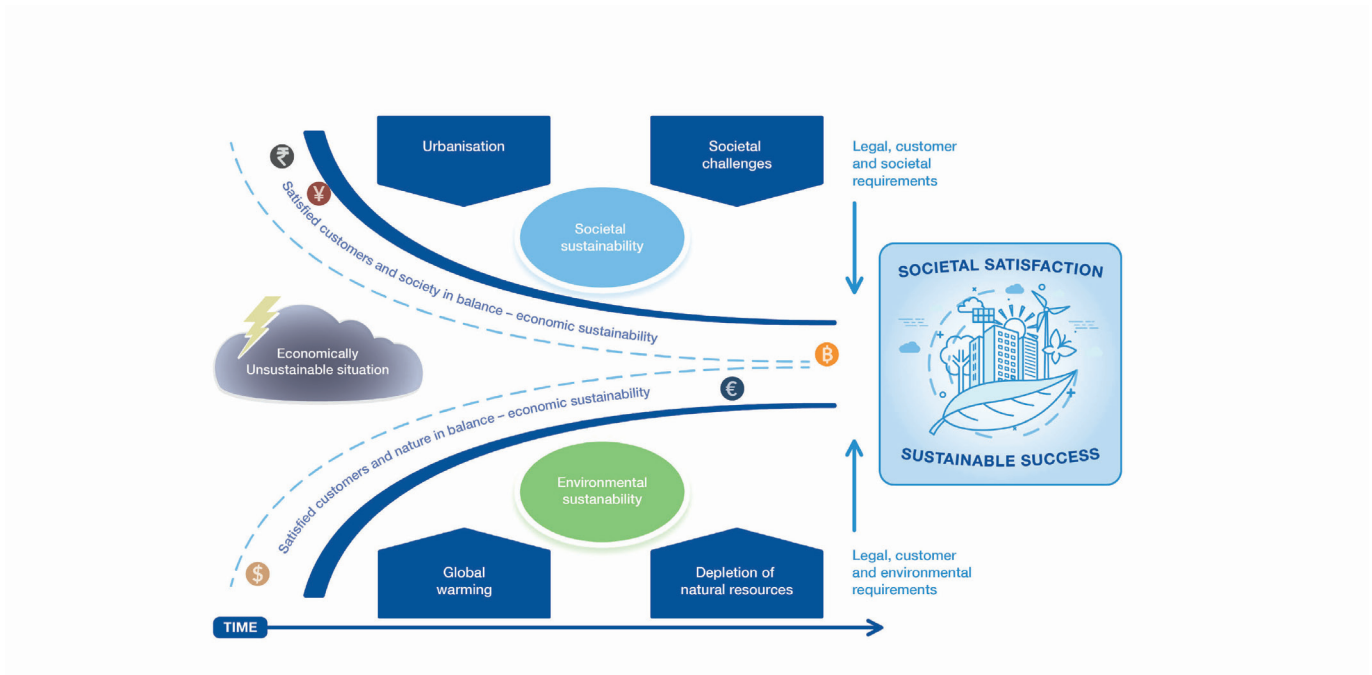 Urbanisation
Societal
challenges
Legal, customer
and societal
requirements
₹
¥
Satisfied customers and society in balance – economic sustainability
Societal
sustainability
SOCIETAL SATISFACTION
Economically
Unsustainable situation
₿
€
Satisfied customers and nature in balance – economic sustainability
SUSTAINABLE SUCCESS
Environmental
sustanability
$
Global
warming
Depletion of
natural resources
Legal, customer
and environmental
requirements
TIME